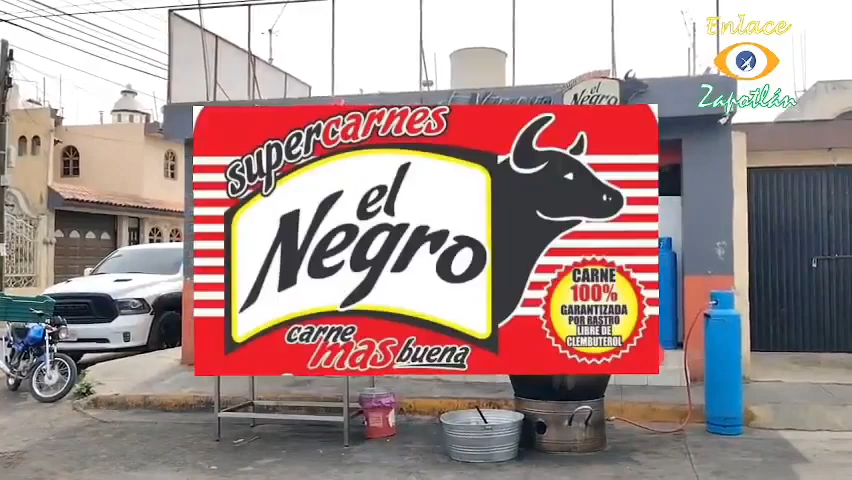 Enlace
Zapotlán
el
Negro
supercarnes
el
Negro
carne
mas buena
CARNE
100%
GARANTIZADA
POR RASTRO
LIBRE DE
CLEMBUTEROL